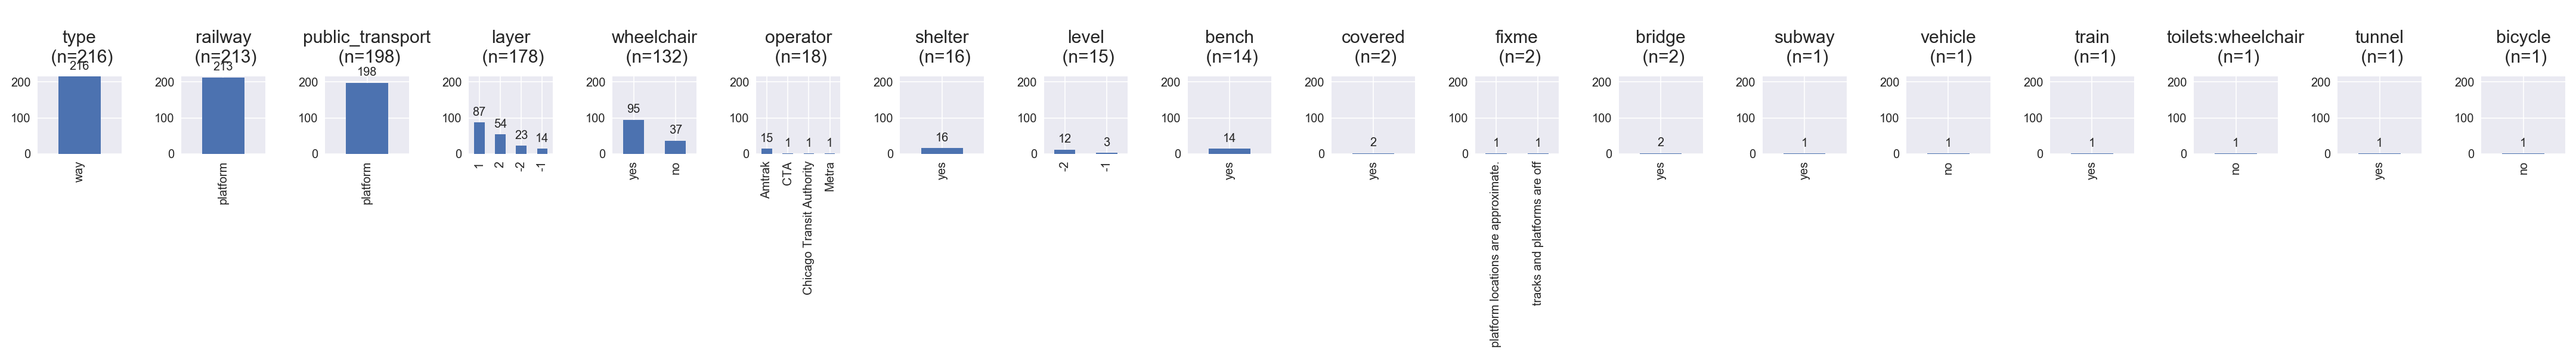 type
(n=216)
216
200
100
0
way
railway
(n=213)
213
200
100
0
platform
public_transport
(n=198)
198
200
100
0
platform
layer
(n=178)
200
100
0
87
54
23
14
1
2
-2
-1
wheelchair
(n=132)
200
100
0
95
37
yes
no
operator
(n=18)
200
100
0
15
1
1
1
Amtrak
CTA
Chicago Transit Authority
Metra
shelter
(n=16)
200
100
0
16
yes
level
(n=15)
200
100
0
12
3
-2
-1
bench
(n=14)
200
100
0
14
yes
covered
(n=2)
200
100
0
2
yes
fixme
(n=2)
200
100
0
1
1
platform locations are approximate.
tracks and platforms are off
bridge
(n=2)
200
100
0
2
yes
subway
(n=1)
200
100
0
1
yes
vehicle
(n=1)
200
100
0
1
no
train
(n=1)
200
100
0
1
yes
toilets:wheelchair
(n=1)
200
100
0
1
no
tunnel
(n=1)
200
100
0
1
yes
bicycle
(n=1)
200
100
0
1
no